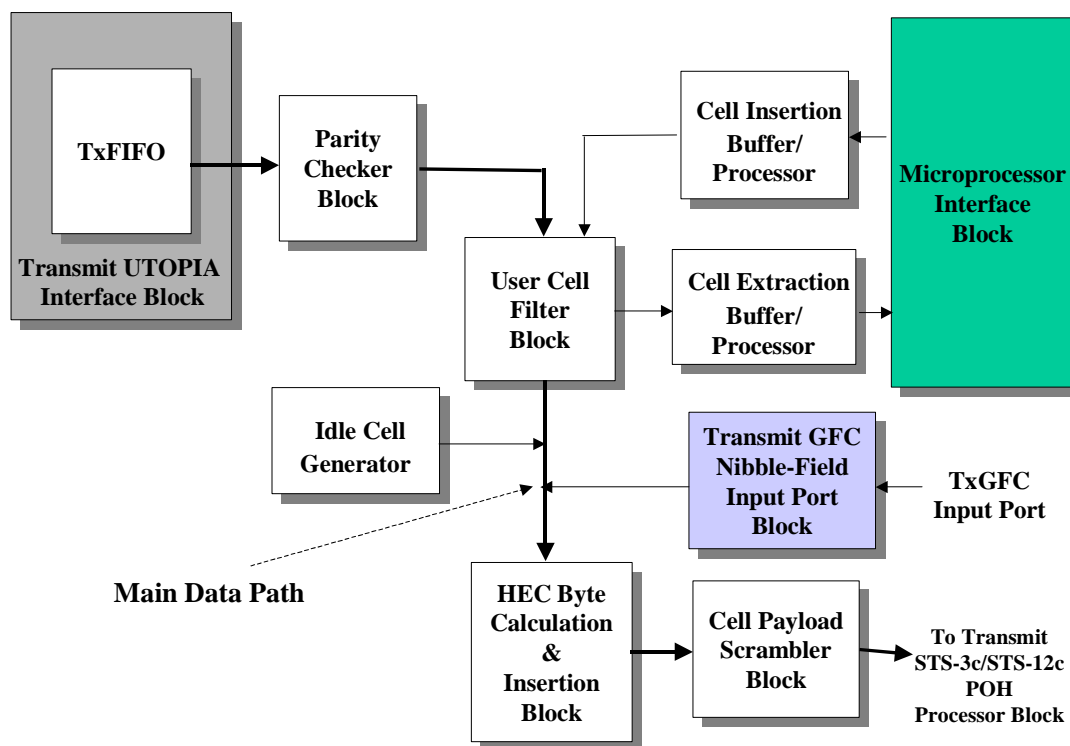 TxFIFO
Transmit UTOPIA
Interface Block
Parity
Checker
Block
Cell Insertion
Buffer/
Processor
Microprocessor
Interface
Block
User Cell
Filter
Block
Cell Extraction
Buffer/
Processor
Idle Cell
Generator
Transmit GFC
Nibble-Field
Input Port
Block
TxGFC
Input Port
Main Data Path
HEC Byte
Calculation
&
Insertion
Block
Cell Payload
Scrambler
Block
To Transmit
STS-3c/STS-12c
POH
Processor Block